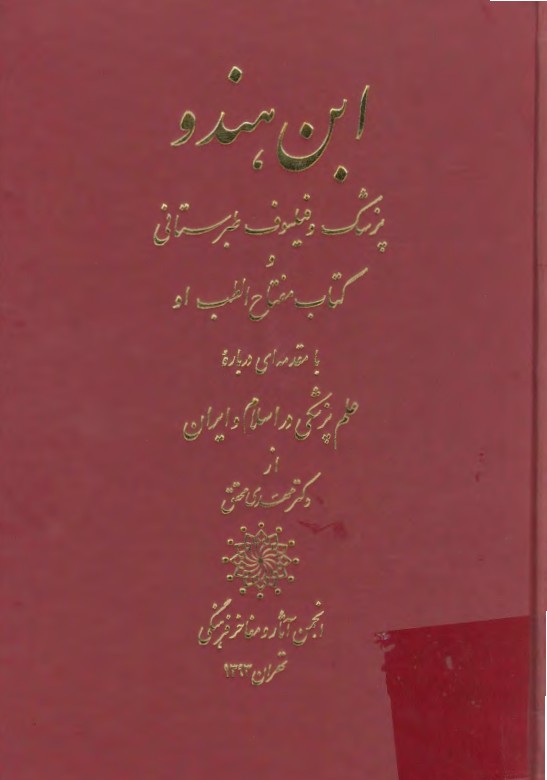 ابن هندو
پزشک و فیلسوف طبرستانی
و
کتاب مفتاح الطب او
با مقدمه‌ای دربارهٔ
علم پزشکی در اسلام و ایران
از
دکتر مهدی محقق
انجمن آثار و مفاخر فرهنگی
تهران ۱۳۹۳